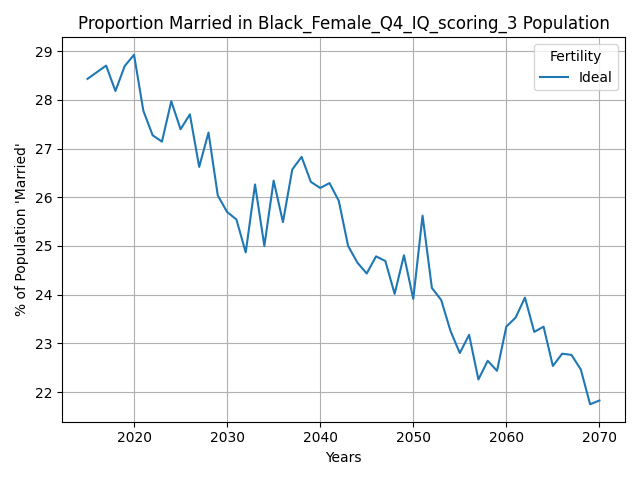 Proportion Married in Black_Female_Q4_IQ_scoring_3 Population
Fertility
Ideal
29
28
27
26
25
24
23
22
% of Population 'Married'
2020 2030 2040 2050 2060 2070
Years